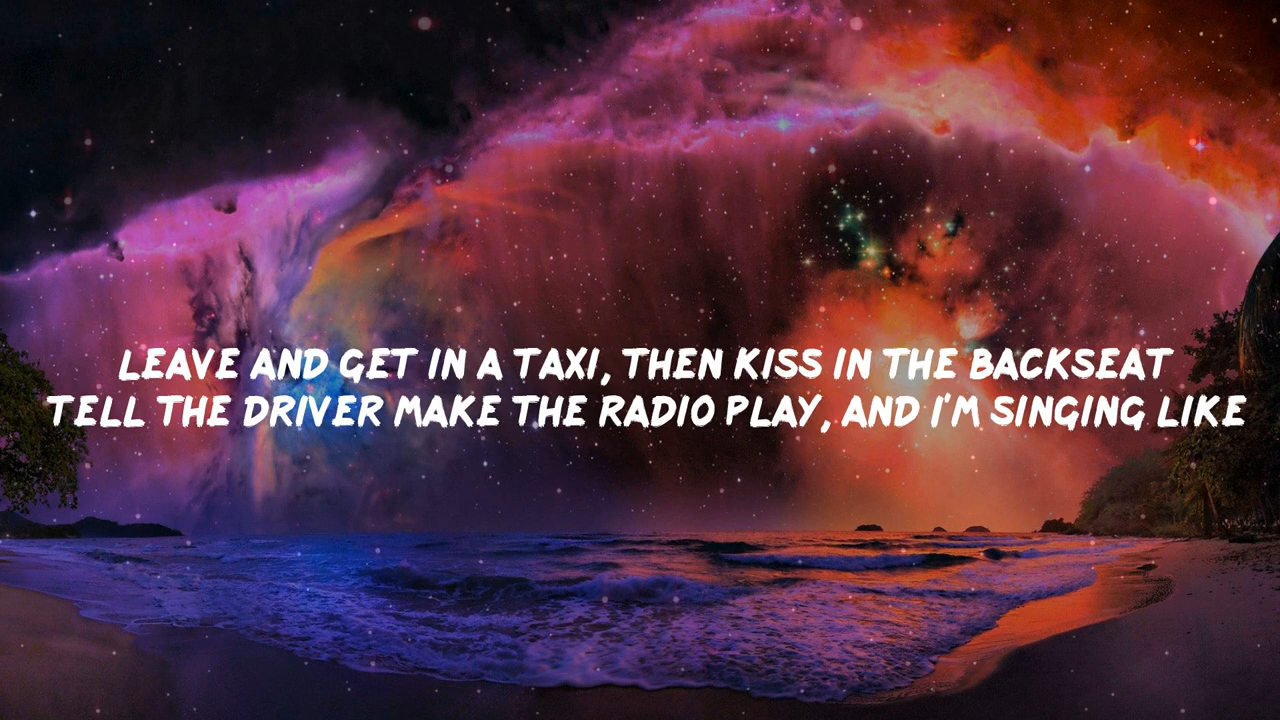 LEAVE AND GET IN A TAXI, THEN KISS IN THE BACKSEAT
TELL THE DRIVER MAKE THE RADIO PLAY, AND I'M SINGING LIKE